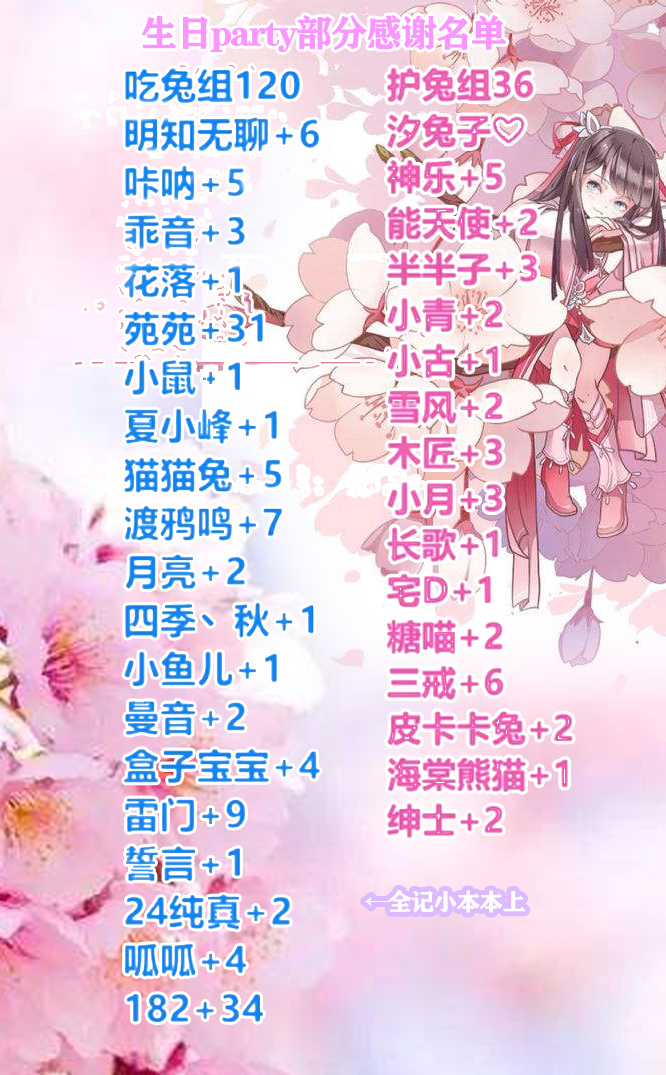 生日party部分感谢名单
吃兔组120
明知无聊+6
咔呐+5
乖音+3
花落+1
苑苑+31
小鼠+1
夏小峰+1
猫猫兔+5
渡鸦鸣+7
月亮+2
四季丶秋+1
小鱼儿+1
曼音+2
盒子宝宝+4
雷门+9
誓言+1
24纯真+2
呱呱+4
182+34
护兔组36
汐兔子♡
神乐+5
能天使+2
半半子+3
小青+2
小古+1
雪风+2
木匠+3
小月+3
长歌+1
宅D+1
糖喵+2
三戒+6
皮卡卡兔+2
海棠熊猫+1
绅士+2
←全记小本本上